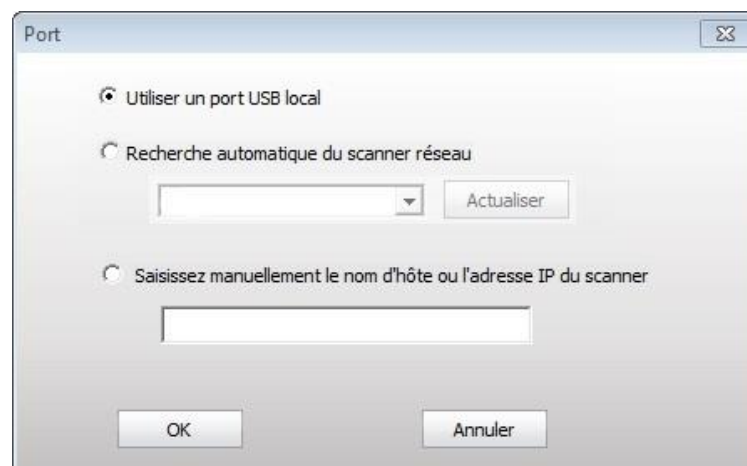 Port
Utiliser un port USB local
Recherche automatique du scanner réseau
Actualiser
Saisissez manuellement le nom d'hôte ou l'adresse IP du scanner
OK
Annuler